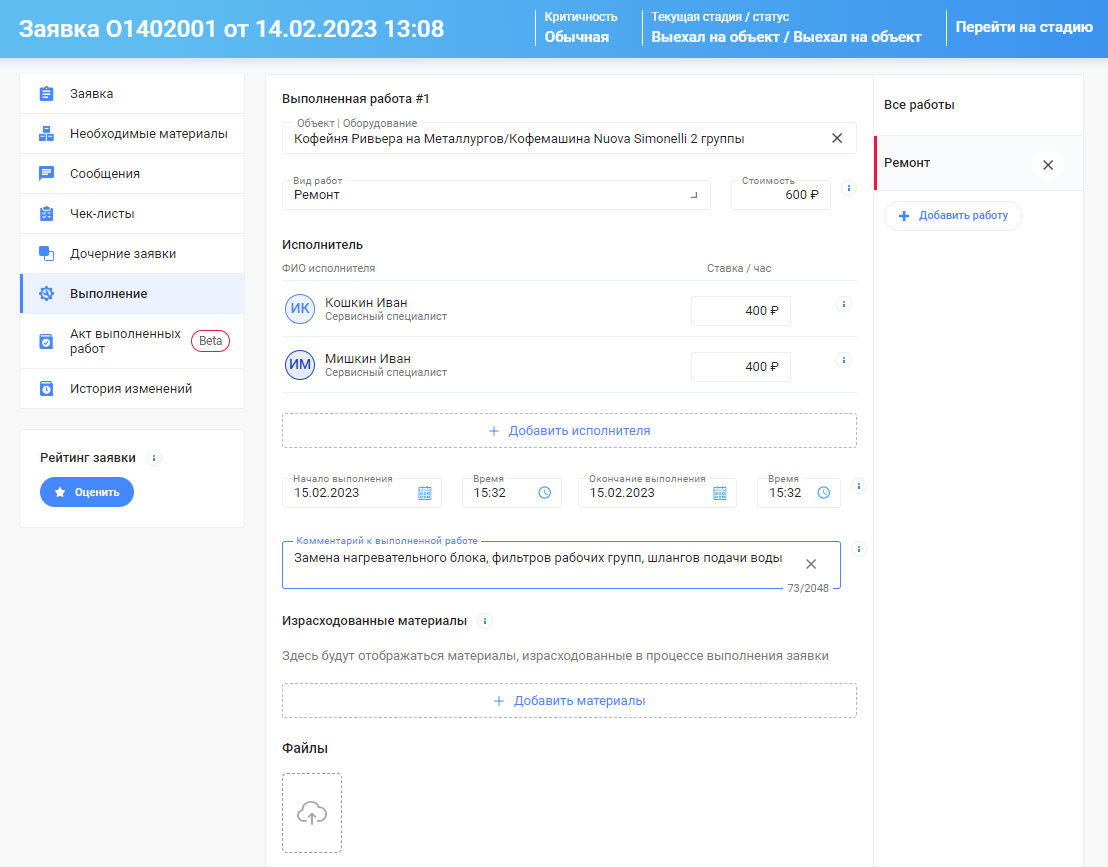 Заявка O1402001 от 14.02.2023 13:08
Критичность
Обычная
Текущая стадия / статус
Выехал на объект / Выехал на объект
Перейти на стадию
Заявка
Необходимые материалы
Сообщения
Чек-листы
Дочерние заявки
Выполнение
Акт выполненных
работ
Beta
История изменений
Рейтинг заявки
Оценить
Выполненная работа #1
Объект | Оборудование
Кофейня Ривьера на Металлургов/Кофемашина Nuova Simonelli 2 группы
Вид работ
Ремонт
Стоимость
600 ₽
Исполнитель
ФИО исполнителя
Ставка / час
ИК
Кошкин Иван
Сервисный специалист
400 ₽
ИМ
Мишкин Иван
Сервисный специалист
400 ₽
Добавить исполнителя
Начало выполнения
15.02.2023
Время
15:32
Окончание выполнения
15.02.2023
Время
15:32
Комментарий к выполненной работе
Замена нагревательного блока, фильтров рабочих групп, шлангов подачи воды
73/2048
Израсходованные материалы
Здесь будут отображаться материалы, израсходованные в процессе выполнения заявки
Добавить материалы
Файлы
Все работы
Ремонт
Добавить работу